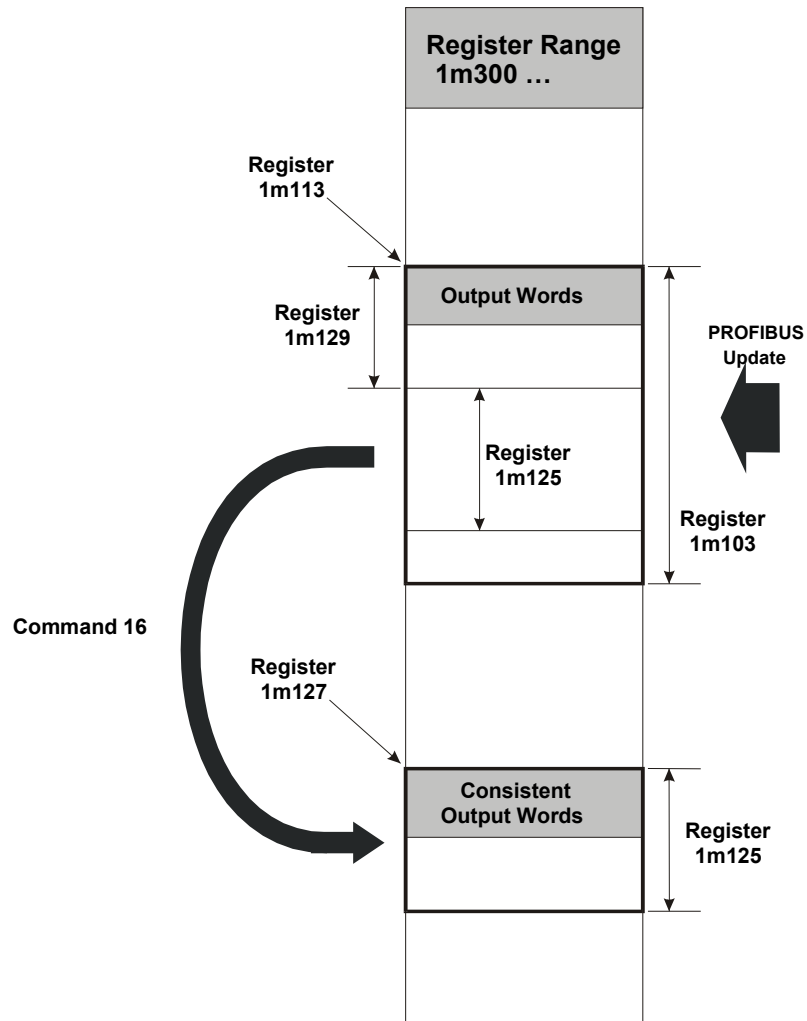 Register Range
1m300 ...
Register
1m113
Output Words
Register
1m129
PROFIBUS
Update
Register
1m125
Register
1m103
Command 16
Register
1m127
Consistent
Output Words
Register
1m125